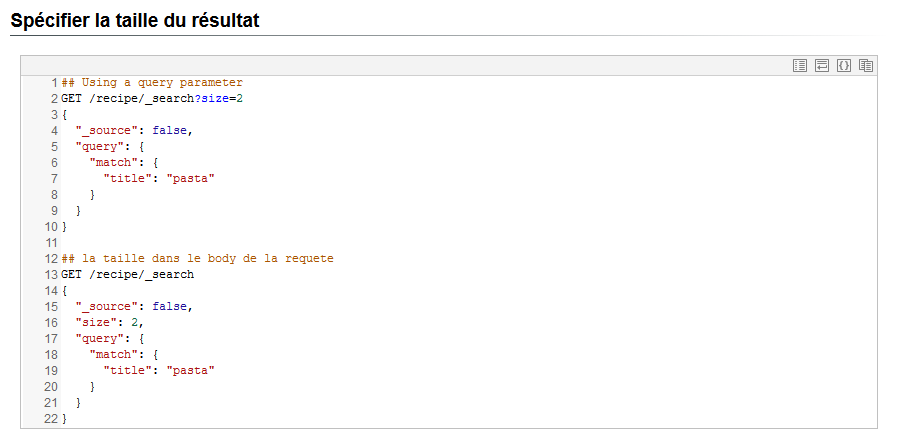 Spécifier la taille du résultat
1 ## Using a query parameter
2 GET /recipe/_search?size=2
3 {
4   "_source": false,
5   "query": {
6     "match": {
7       "title": "pasta"
8     }
9   }
10 }
11
12 ## la taille dans le body de la requete
13 GET /recipe/_search
14 {
15   "_source": false,
16   "size": 2,
17   "query": {
18     "match": {
19       "title": "pasta"
20     }
21   }
22 }